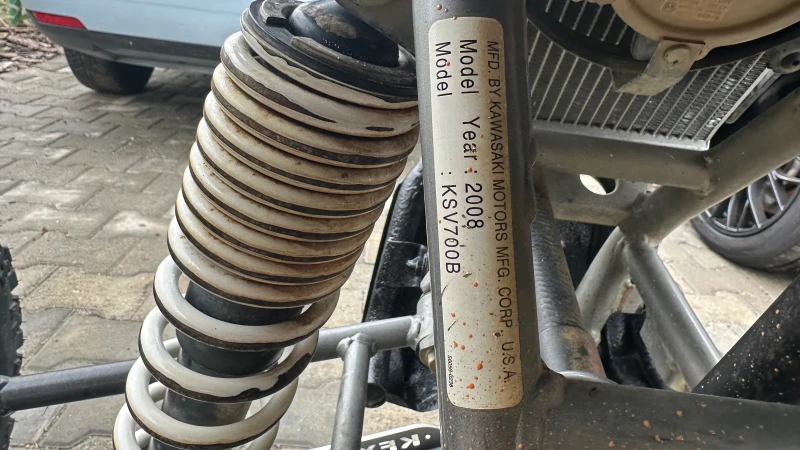 MFD. BY KAWASAKI MOTORS MFG. CORP., U.S.A.
Model Year : 2008
Model : KSV700B